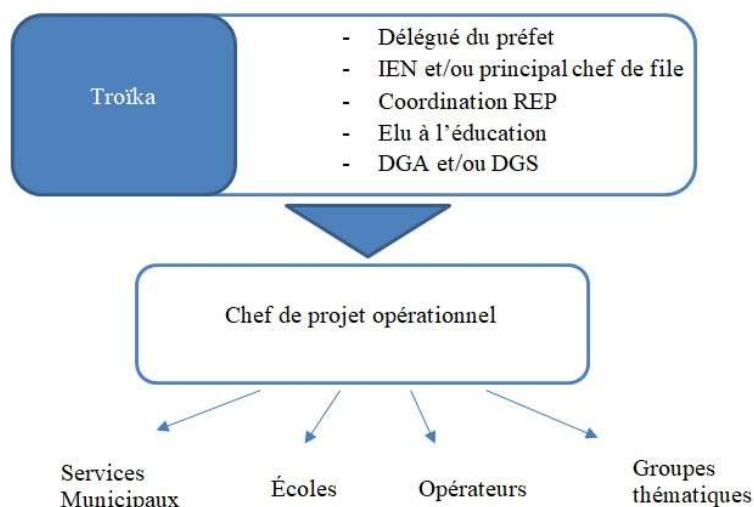 Troïka
- Délégué du préfet
- IEN et/ou principal chef de file
- Coordination REP
- Elu à l'éducation
- DGA et/ou DGS
Chef de projet opérationnel
Services
Municipaux
Écoles
Opérateurs
Groupes
thématiques